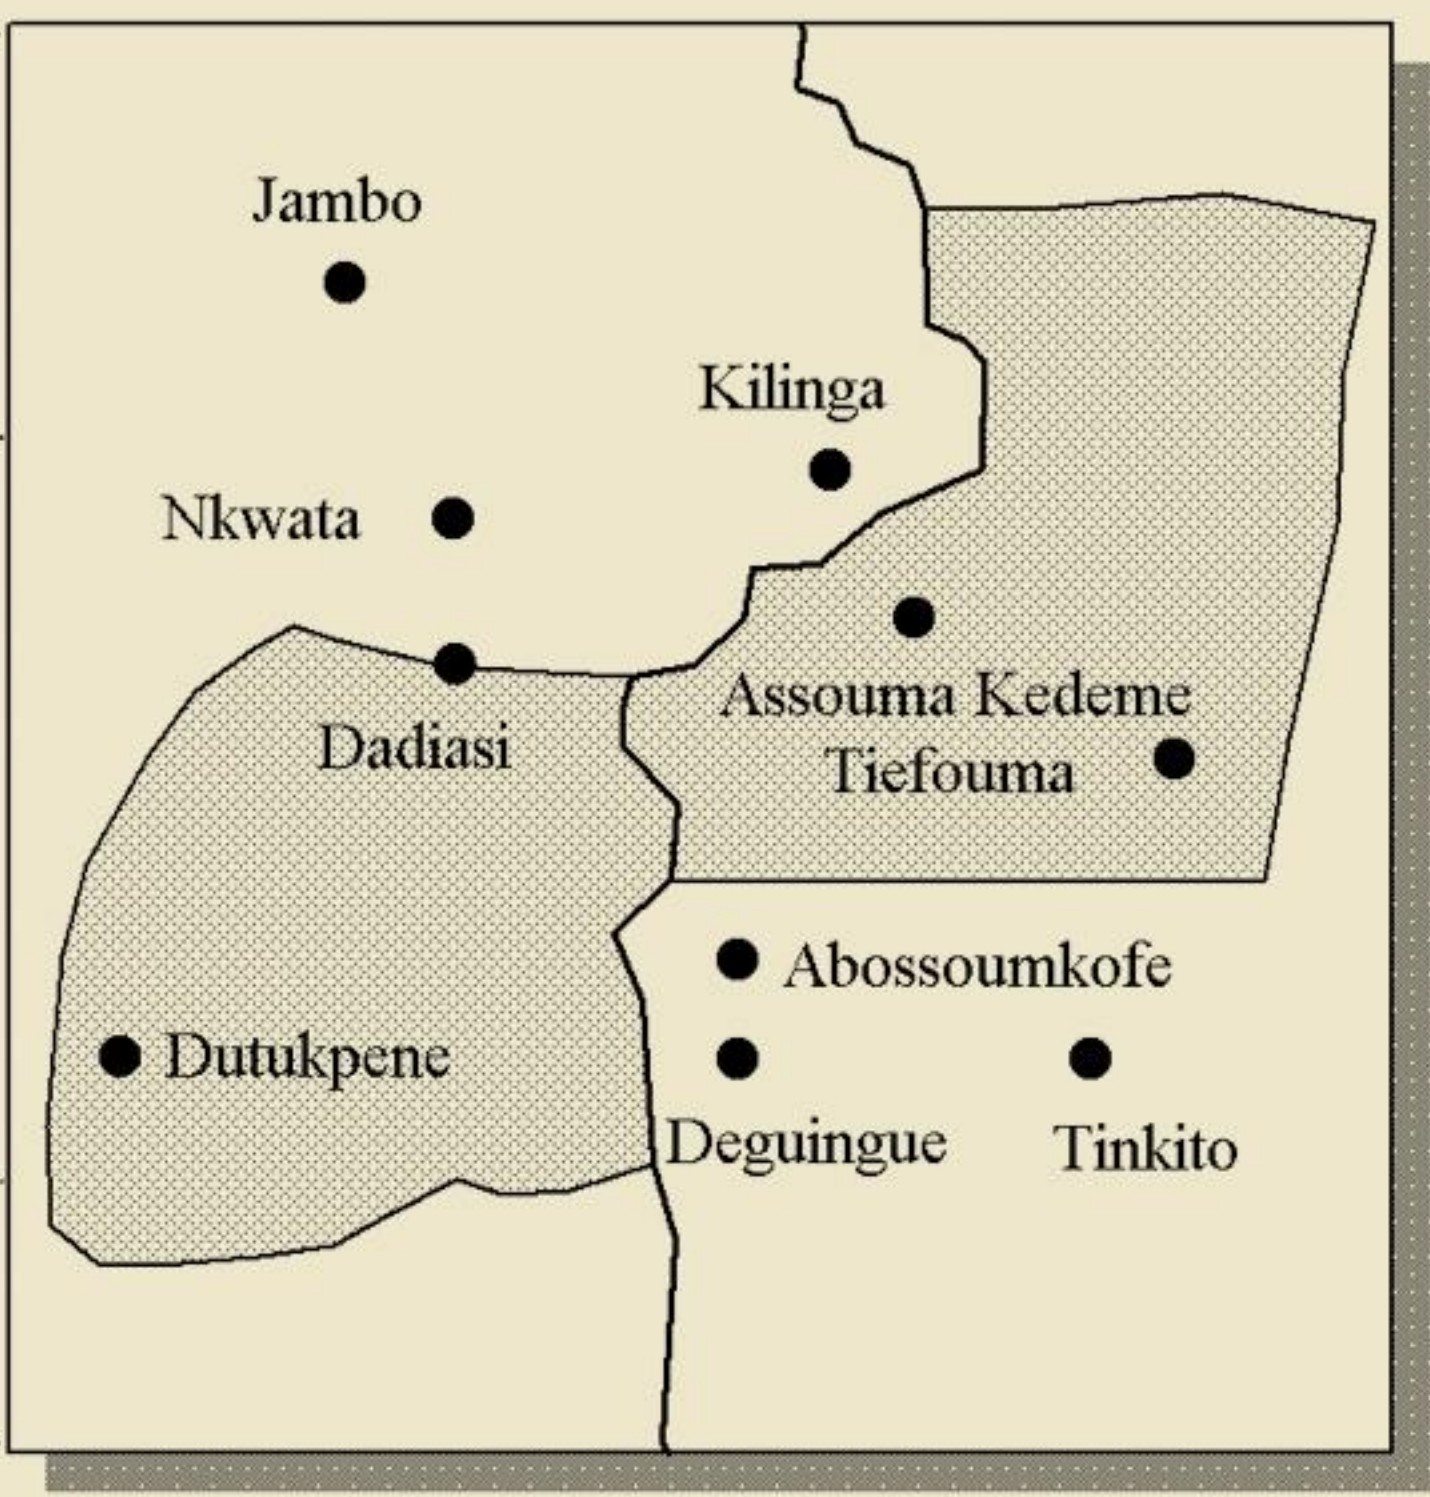 Jambo
Kilinga
Nkwata
Assouma Kedeme
Dadiasi
Tiefouma
Abossoumkofe
Dutukpene
Deguingue
Tinkito